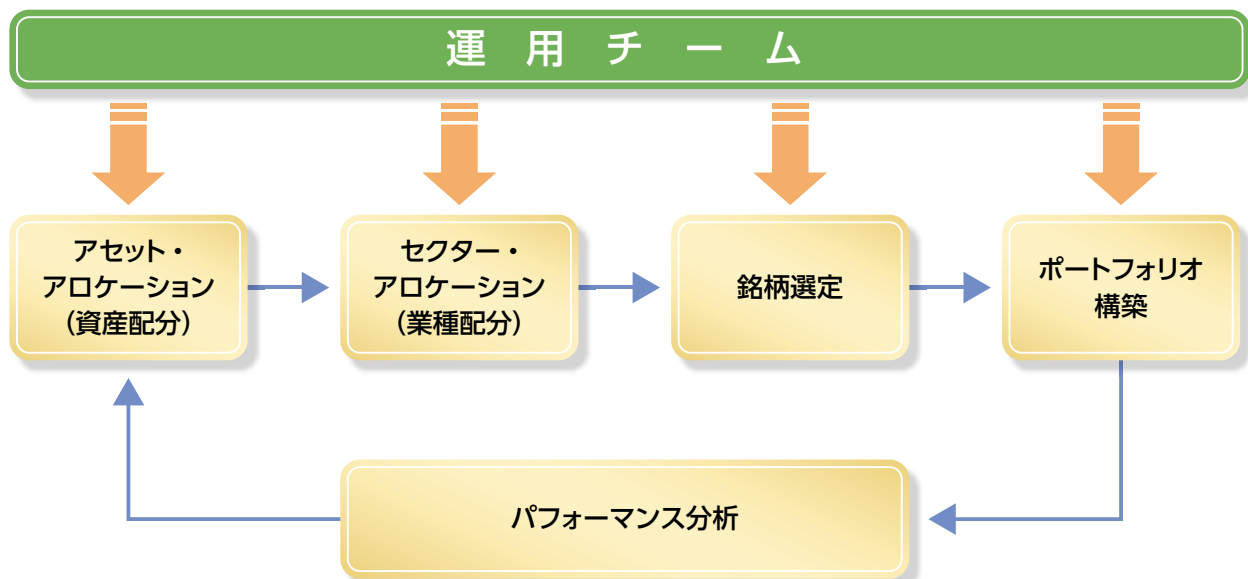 運用チーム
アセット・
アロケーション
（資産配分）
セクター・
アロケーション
（業種配分）
銘柄選定
ポートフォリオ
構築
パフォーマンス分析